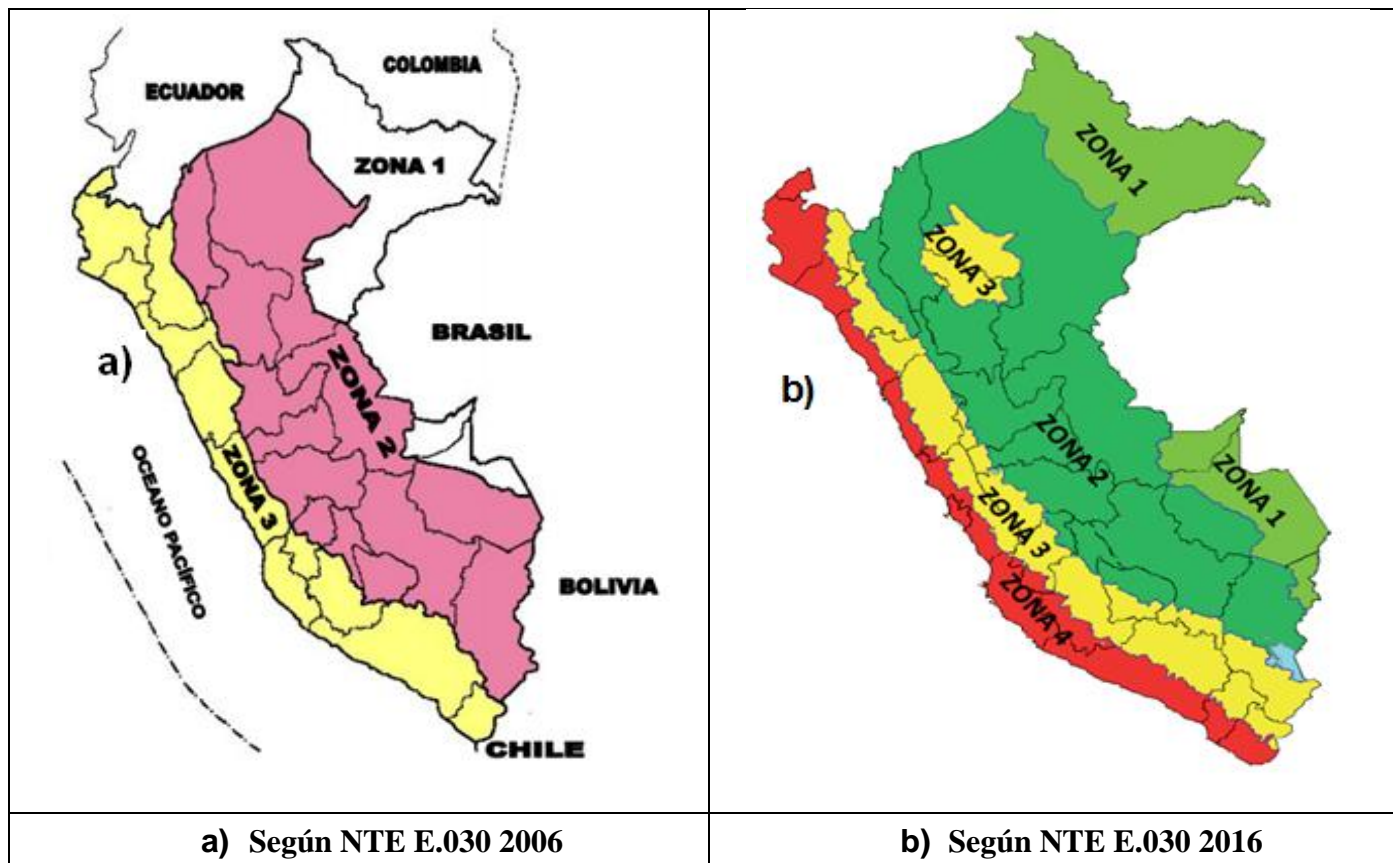 COLOMBIA
ECUADOR
ZONA 1
BRASIL
a)
ZONA 2
OCEANO PACÍFICO
ZONA 3
BOLIVIA
CHILE
ZONA 1
ZONA 3
b)
ZONA 2
ZONA 1
ZONA 3
ZONA 4
a) Según NTE E.030 2006
b) Según NTE E.030 2016